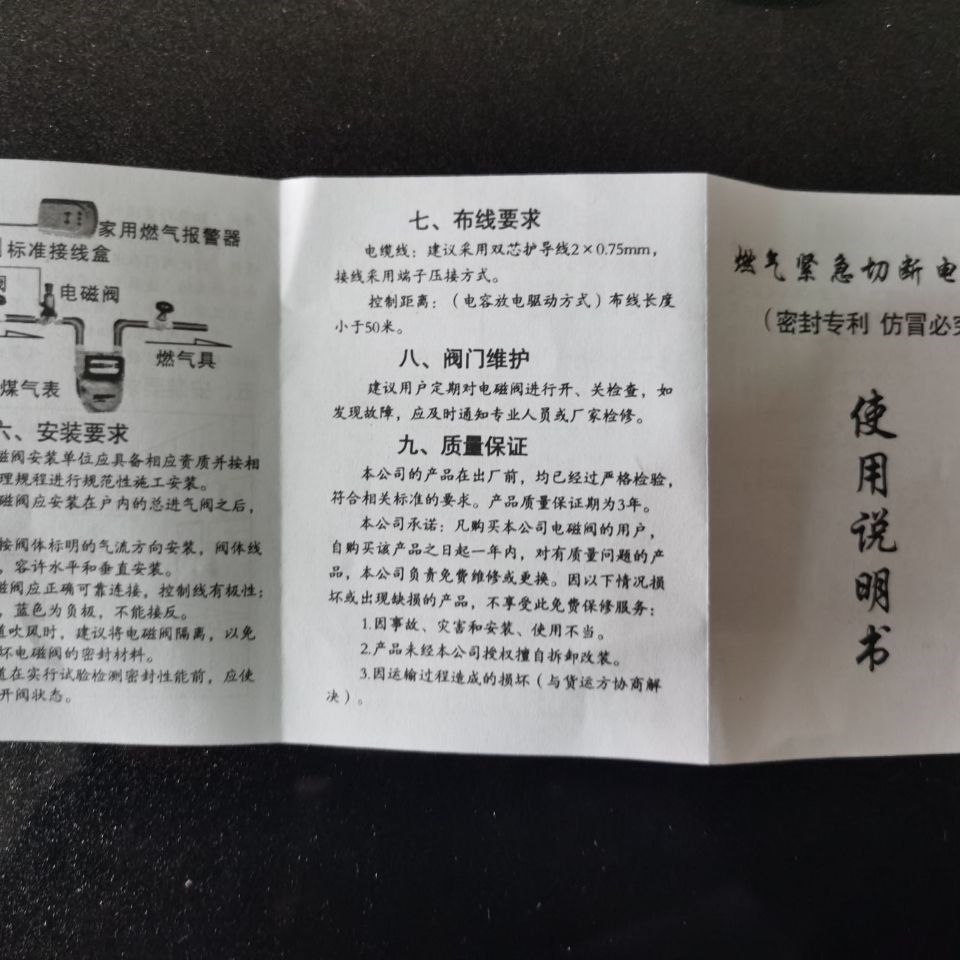 家用燃气报警器
标准接线盒
阀
电磁阀
燃气具
煤气表
六、安装要求
磁阀安装单位应具备相应资质并按相
理规程进行规范性施工安装。
磁阀应安装在户内的总进气阀之后，
按阀体标明的气流方向安装，阀体线
，容许水平和垂直安装。
磁阀应正确可靠连接，控制线有极性：
，蓝色为负极，不能接反。
道吹风时，建议将电磁阀隔离，以免
坏电磁阀的密封材料。
道在实行试验检测密封性能前，应使
开阀状态。
七、布线要求
电缆线：建议采用双芯护导线2×0.75mm，
接线采用端子压接方式。
控制距离：（电容放电驱动方式）布线长度
小于50米。
八、阀门维护
建议用户定期对电磁阀进行开、关检查，如
发现故障，应及时通知专业人员或厂家检修。
九、质量保证
本公司的产品在出厂前，均已经过严格检验，
符合相关标准的要求。产品质量保证期为3年。
本公司承诺：凡购买本公司电磁阀的用户，
自购买该产品之日起一年内，对有质量问题的产
品，本公司负责免费维修或更换。因以下情况损
坏或出现缺损的产品，不享受此免费保修服务：
1.因事故、灾害和安装、使用不当。
2.产品未经本公司授权擅自拆卸改装。
3.因运输过程造成的损坏（与货运方协商解
决）。
燃气紧急切断电
（密封专利 仿冒必究
使用说明书